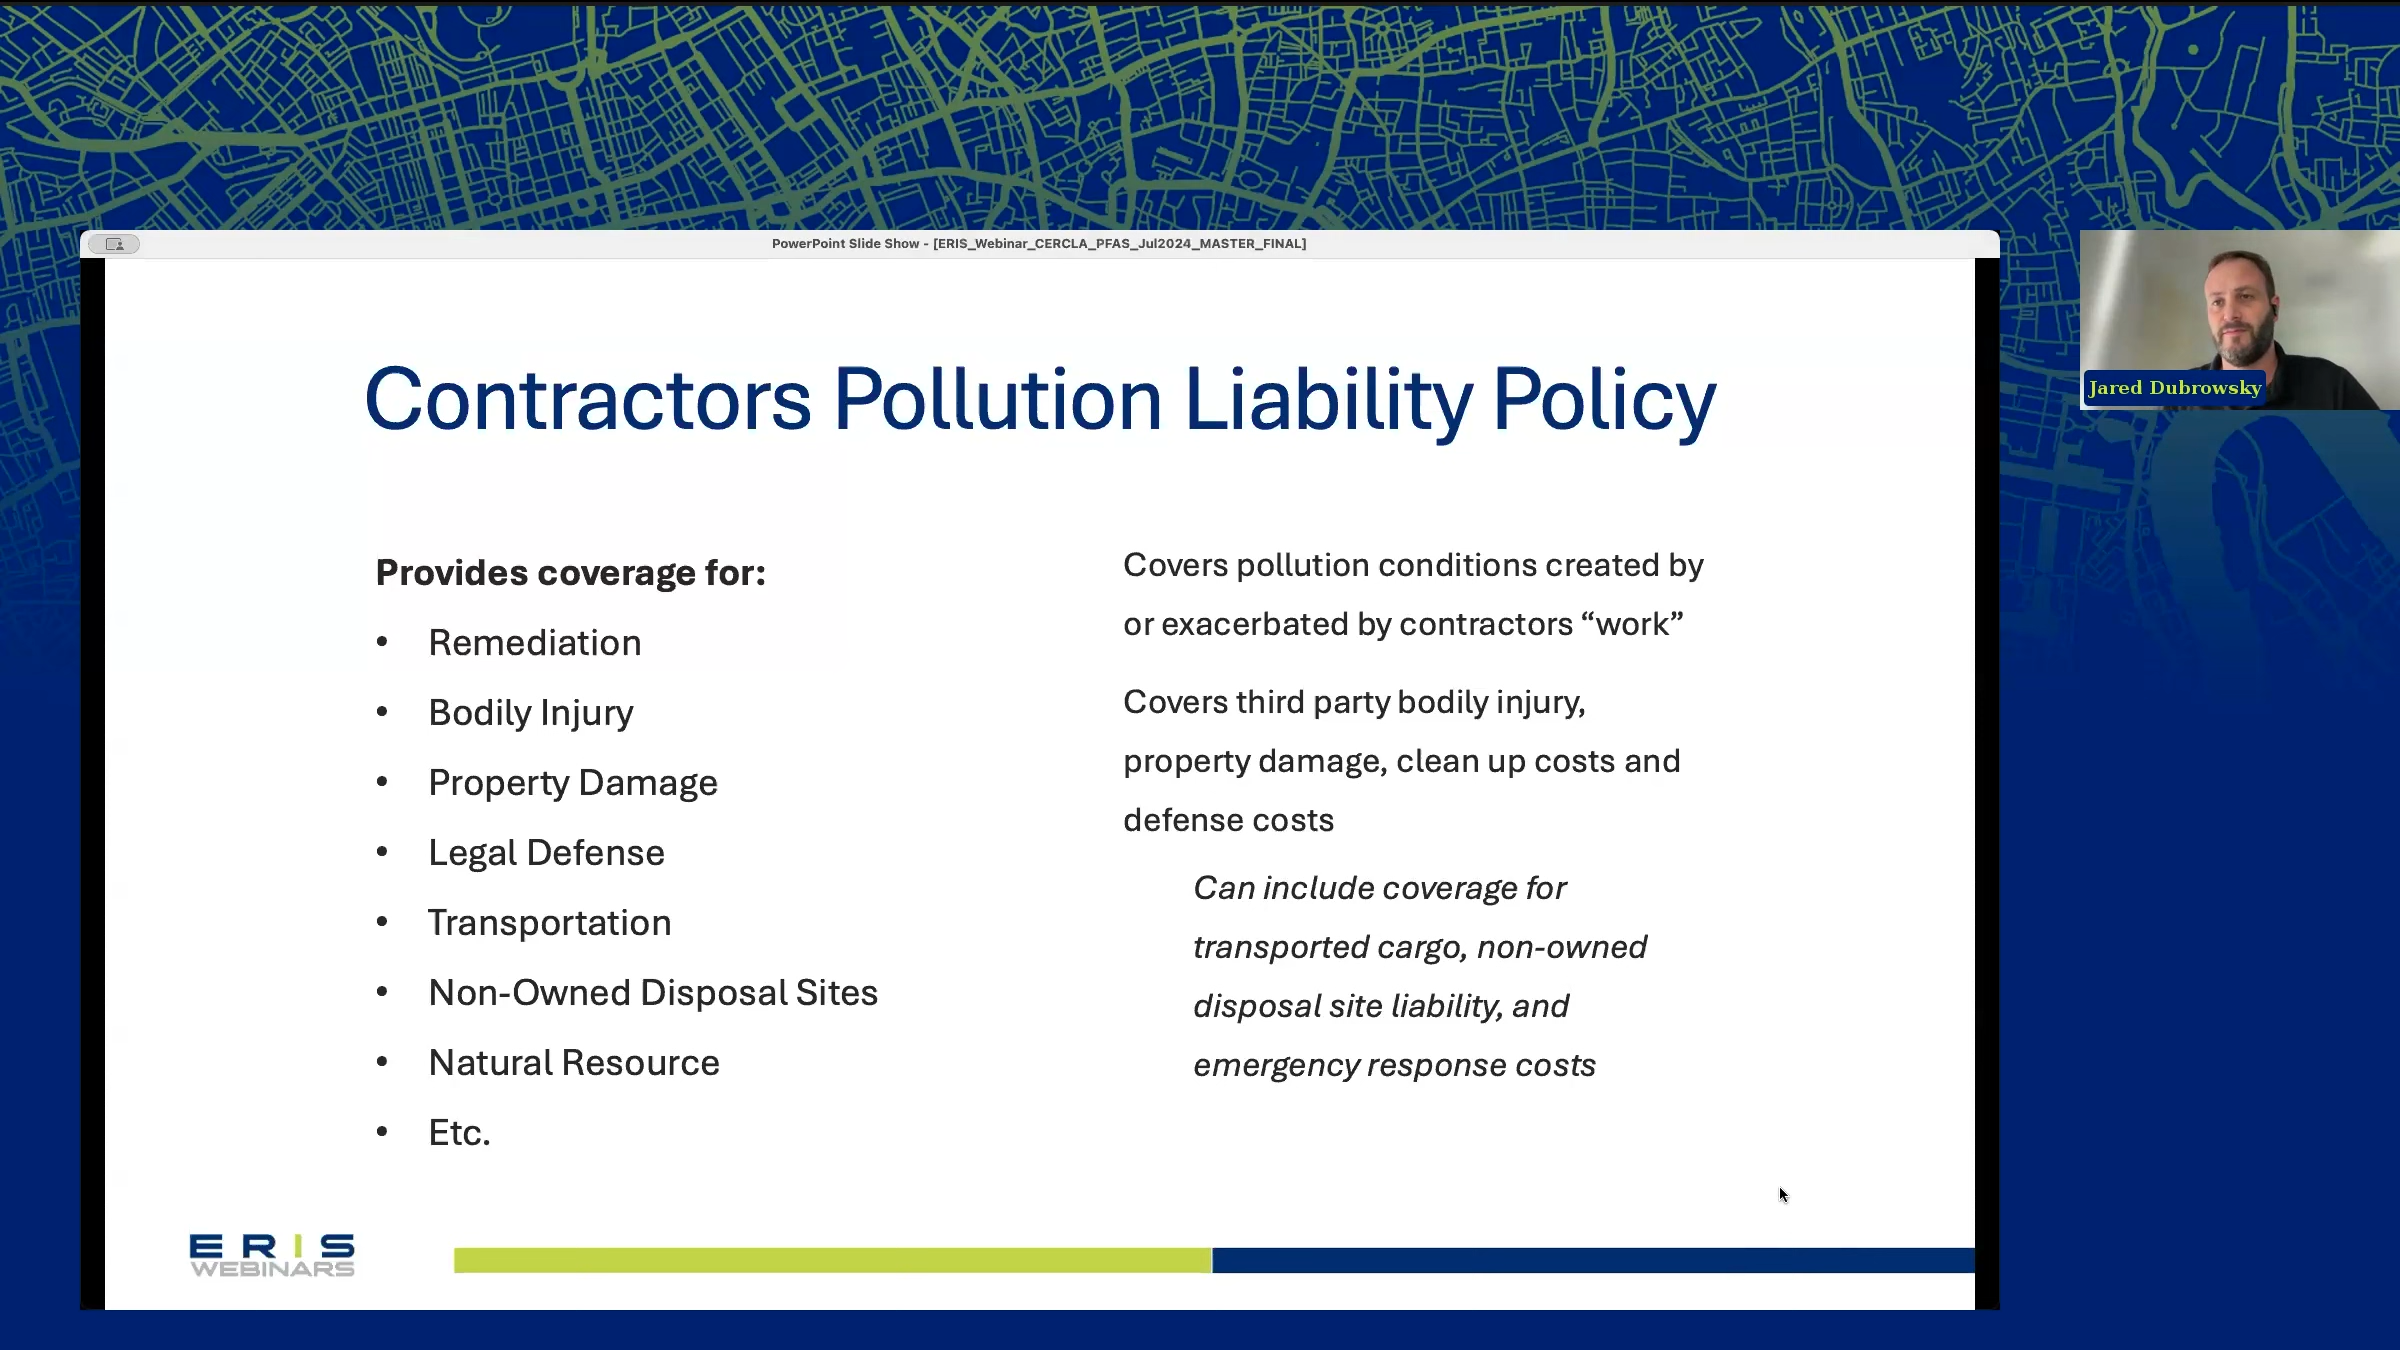 PowerPoint Slide Show - [ERIS_Webinar_CERCLA_PFAS_Jul2024_MASTER_FINAL]
Jared Dubrowsky
Contractors Pollution Liability Policy
Provides coverage for:
• Remediation
• Bodily Injury
• Property Damage
• Legal Defense
• Transportation
• Non-Owned Disposal Sites
• Natural Resource
• Etc.
Covers pollution conditions created by
or exacerbated by contractors “work”
Covers third party bodily injury,
property damage, clean up costs and
defense costs
Can include coverage for
transported cargo, non-owned
disposal site liability, and
emergency response costs
ERIS
WEBINARS